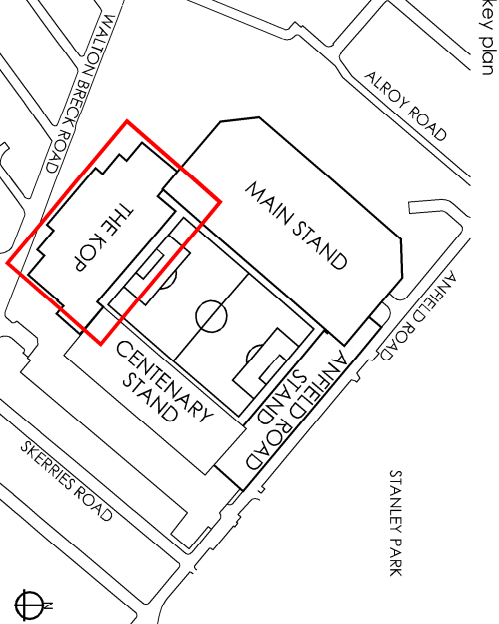 key plan
ALROY ROAD
WALTON BRECK ROAD
MAIN STAND
THE KOP
ANFIELD ROAD
CENTENARY
STAND
ANFIELD ROAD
STAND
SKERRIES ROAD
STANLEY PARK
N